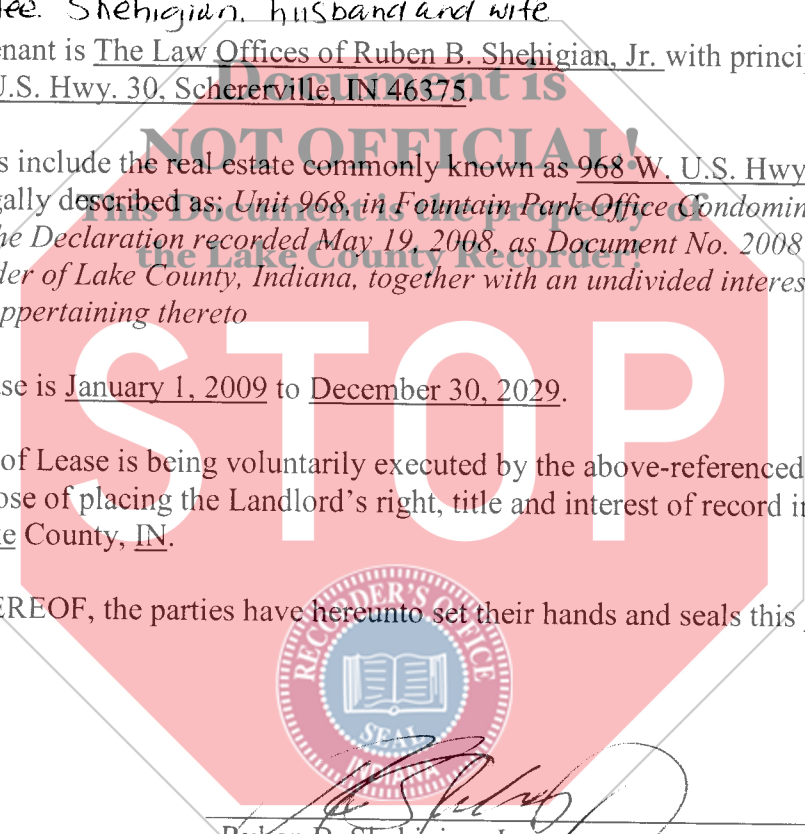 lee. Shehigian. husband and wife
enant is The Law Offices of Ruben B. Shehigian, Jr. with princip
U.S. Hwy. 30, Schererville, IN 46375.
Document is
NOT OFFICIAL!
s include the real estate commonly known as 968 W. U.S. Hwy
gally described as: Unit 968, in Fountain Park Office Condomin
This Document is the property of
he Declaration recorded May 19, 2008, as Document No. 2008
the Lake County Recorder!
der of Lake County, Indiana, together with an undivided interes
ppertaining thereto
STOP
ase is January 1, 2009 to December 30, 2029.
of Lease is being voluntarily executed by the above-referenced
ose of placing the Landlord's right, title and interest of record in
ke County, IN.
EREOF, the parties have hereunto set their hands and seals this
RECORDER'S OFFICE
SEAL
INDIANA